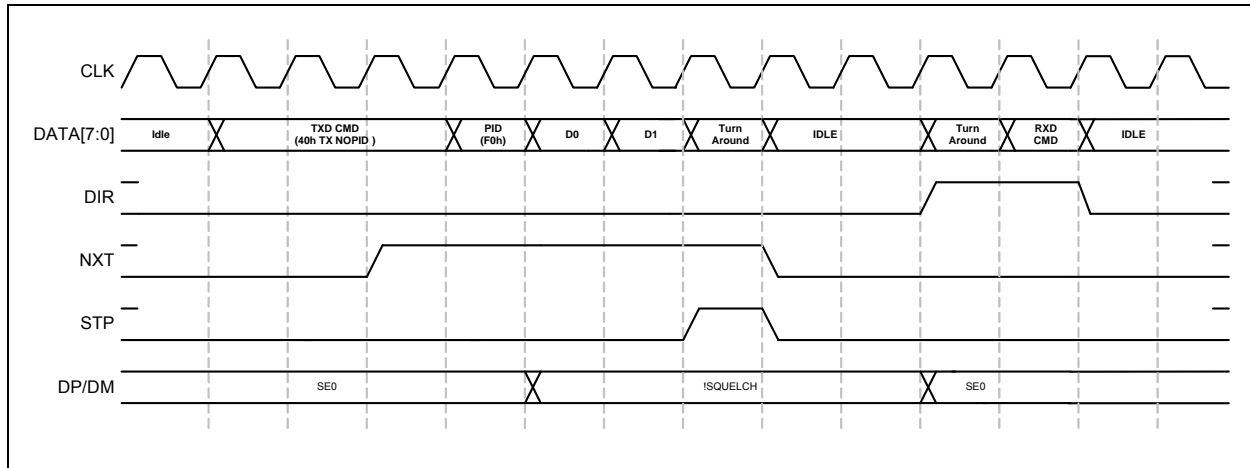 CLK
DATA[7:0]
Idle
TXD CMD
(40h TX NOPID )
PID
(F0h)
D0
D1
Turn
Around
IDLE
Turn
Around
RXD
CMD
IDLE
DIR
NXT
STP
DP/DM
SE0
!SQUELCH
SE0